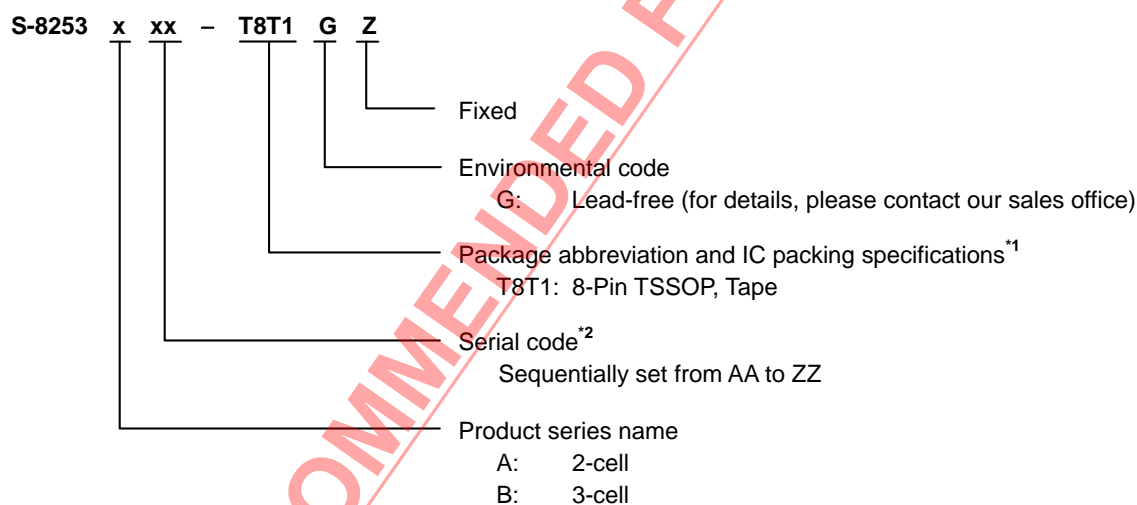 S-8253 x xx – T8T1 G Z
Fixed
Environmental code
G: Lead-free (for details, please contact our sales office)
Package abbreviation and IC packing specifications*1
T8T1: 8-Pin TSSOP, Tape
Serial code*2
Sequentially set from AA to ZZ
Product series name
A: 2-cell
B: 3-cell
OMMENDED F